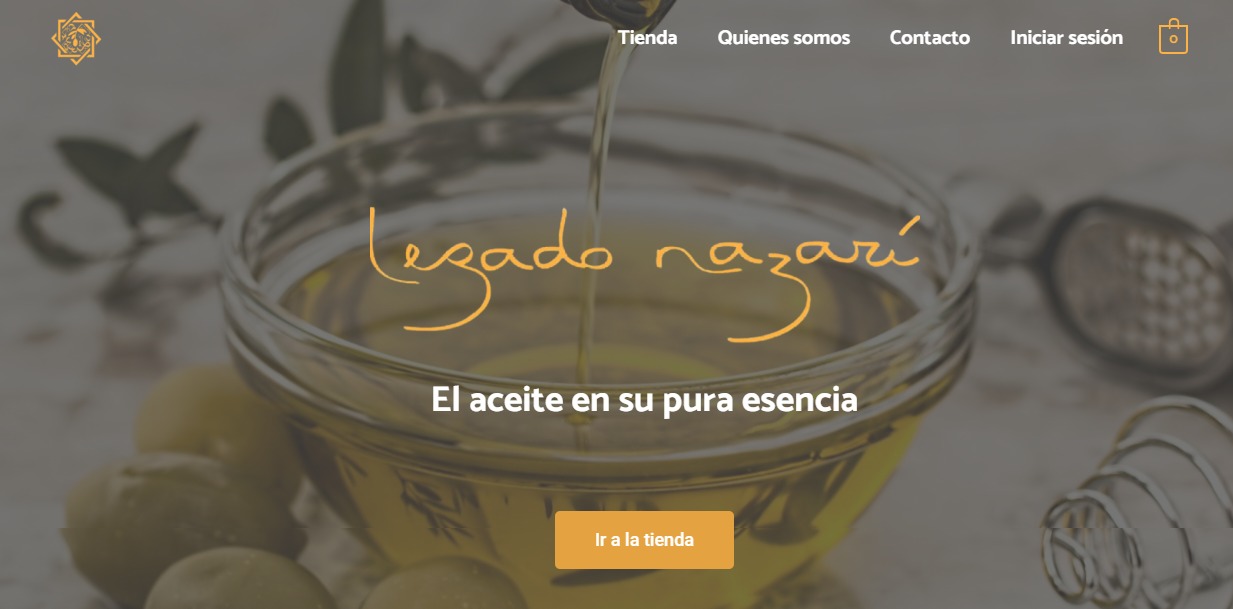 Tienda Quienes somos Contacto Iniciar sesión 0
legado nazarí
El aceite en su pura esencia
Ir a la tienda